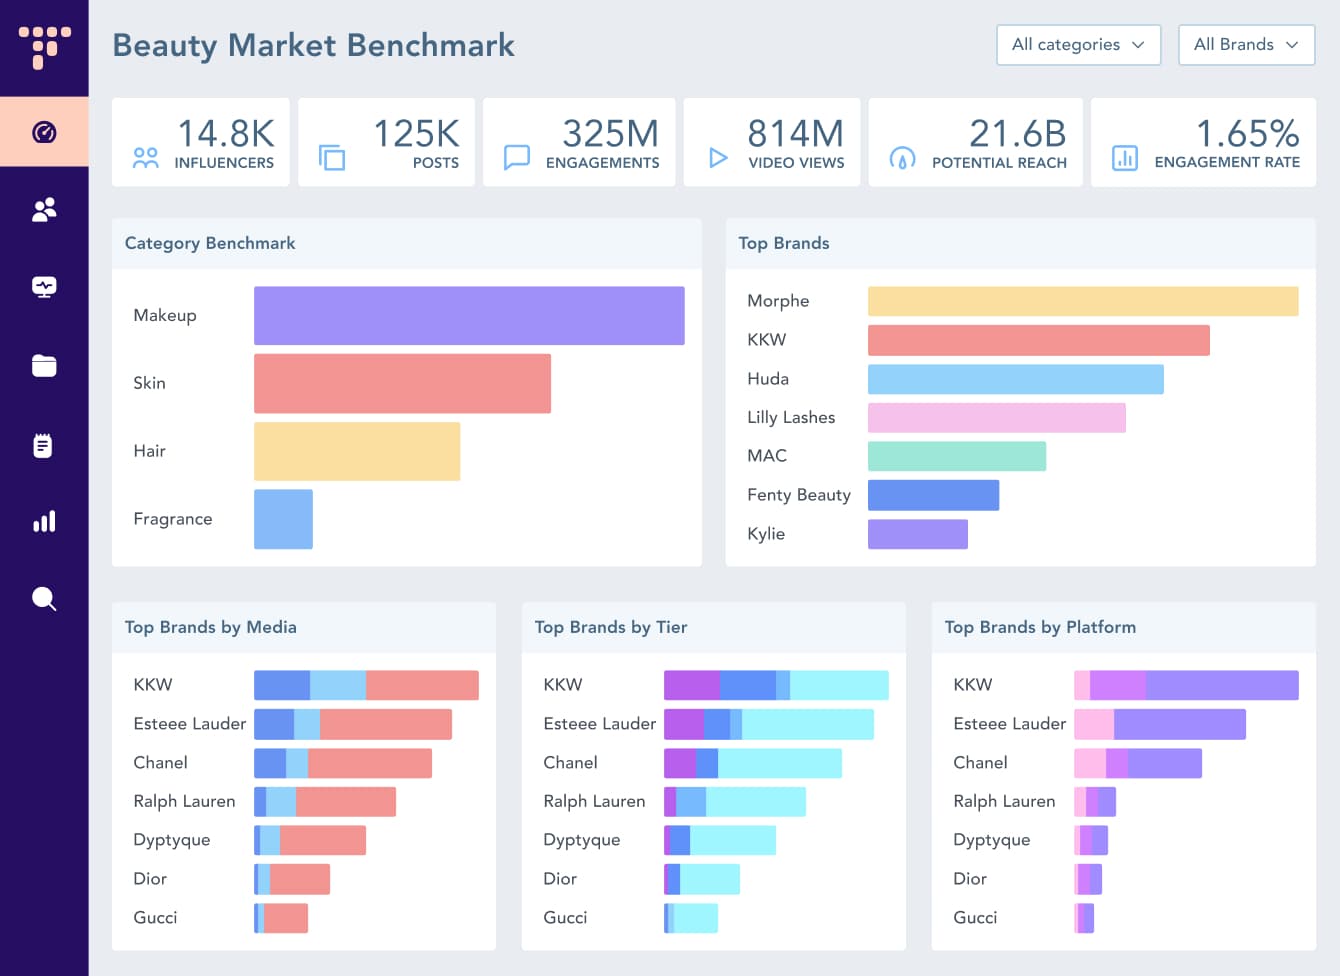 Beauty Market Benchmark
All categories
All Brands
14.8K
INFLUENCERS
125K
POSTS
325M
ENGAGEMENTS
814M
VIDEO VIEWS
21.6B
POTENTIAL REACH
1.65%
ENGAGEMENT RATE
Category Benchmark
Makeup
Skin
Hair
Fragrance
Top Brands
Morphe
KKW
Huda
Lilly Lashes
MAC
Fenty Beauty
Kylie
Top Brands by Media
KKW
Esteee Lauder
Chanel
Ralph Lauren
Dyptyque
Dior
Gucci
Top Brands by Tier
KKW
Esteee Lauder
Chanel
Ralph Lauren
Dyptyque
Dior
Gucci
Top Brands by Platform
KKW
Esteee Lauder
Chanel
Ralph Lauren
Dyptyque
Dior
Gucci